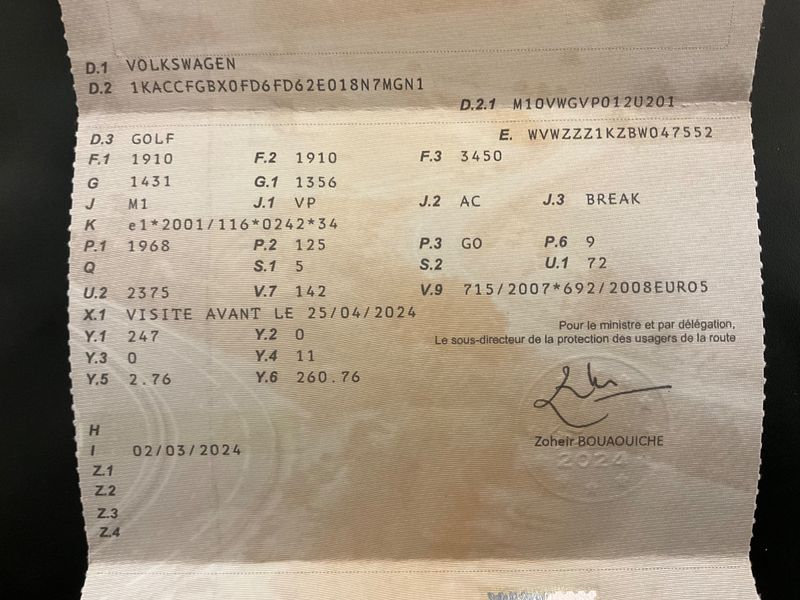 D.1 VOLKSWAGEN
D.2 1KACCFGBX0FD6FD62E018N7MGN1
D.2.1 M10VWGVP012U201
D.3 GOLF E. WVWZZZ1KZBW047552
F.1 1910 F.2 1910 F.3 3450
G 1431 G.1 1356
J M1 J.1 VP J.2 AC J.3 BREAK
K e1*2001/116*0242*34
P.1 1968 P.2 125 P.3 GO P.6 9
Q S.1 5 S.2 U.1 72
U.2 2375 V.7 142 V.9 715/2007*692/2008EURO5
X.1 VISITE AVANT LE 25/04/2024
Y.1 247 Y.2 0
Y.3 0 Y.4 11
Y.5 2.76 Y.6 260.76
Pour le ministre et par délégation,
Le sous-directeur de la protection des usagers de la route
Zoheir BOUAOUICHE
2024
H
I 02/03/2024
Z.1
Z.2
Z.3
Z.4